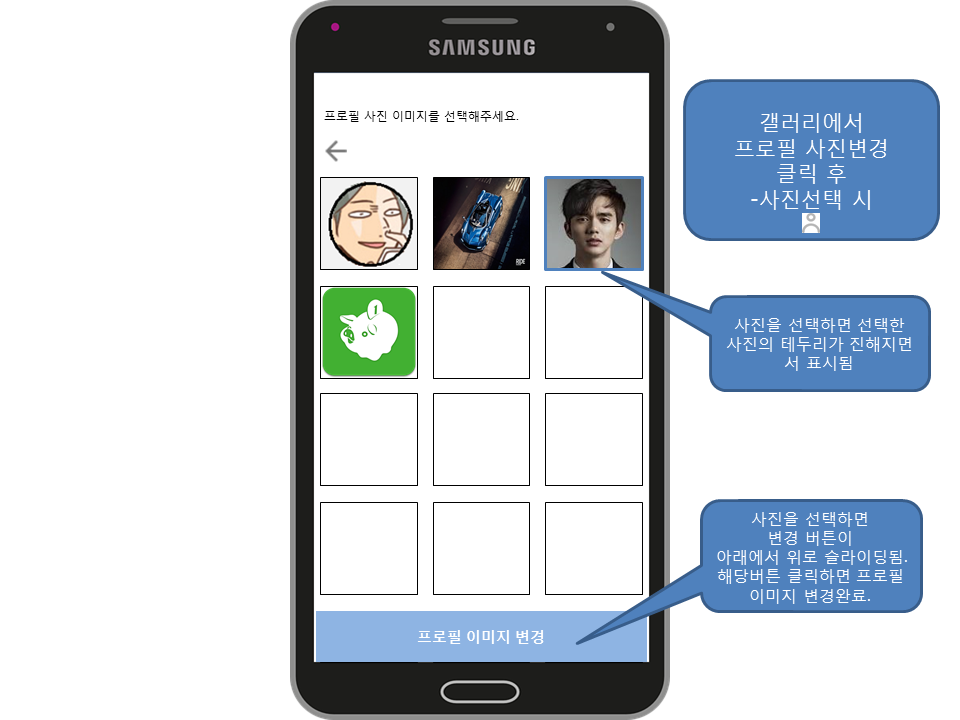 SAMSUNG
프로필 사진 이미지를 선택해주세요.
갤러리에서
프로필 사진변경
클릭 후
-사진선택 시
사진을 선택하면 선택한
사진의 테두리가 진해지면
서 표시됨
사진을 선택하면
변경 버튼이
아래에서 위로 슬라이딩됨.
해당버튼 클릭하면 프로필
이미지 변경완료.
프로필 이미지 변경